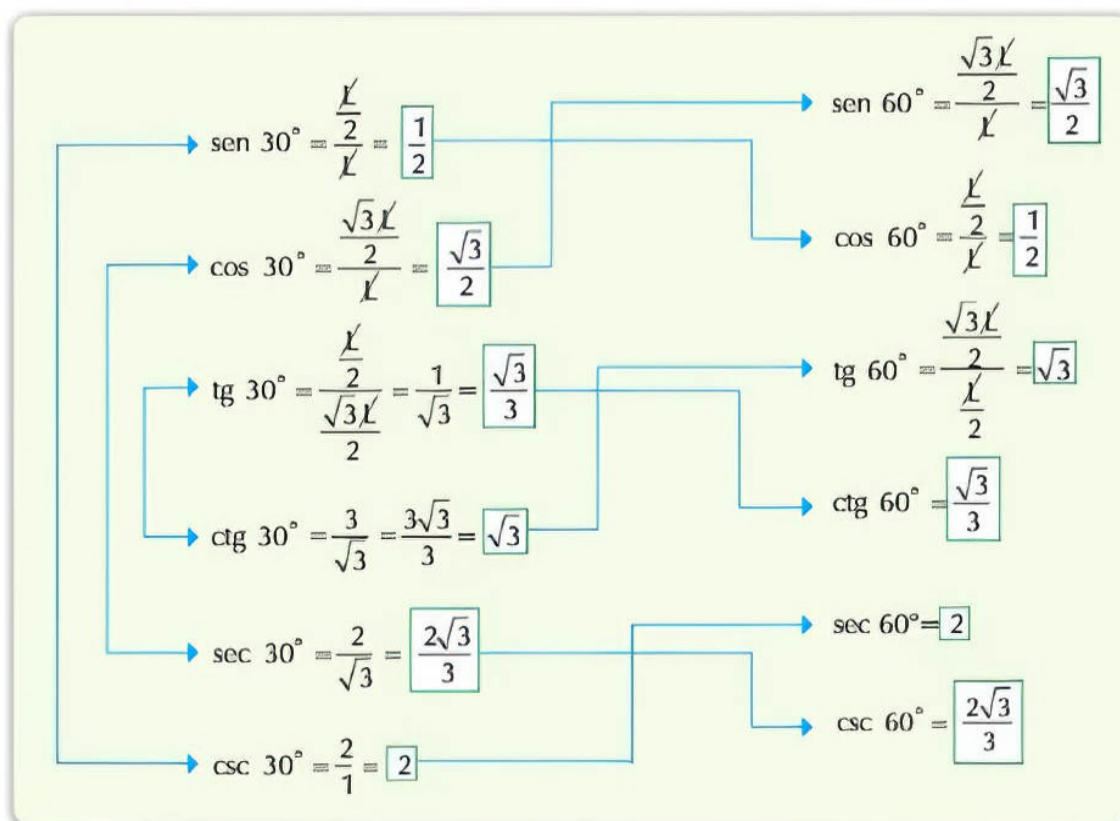 sen 30° = (L/2)/L = 1/2
cos 30° = (√3L/2)/L = √3/2
tg 30° = (L/2)/(√3L/2) = 1/√3 = √3/3
ctg 30° = 3/√3 = 3√3/3 = √3
sec 30° = 2/√3 = 2√3/3
csc 30° = 2/1 = 2
sen 60° = (√3L/2)/L = √3/2
cos 60° = (L/2)/L = 1/2
tg 60° = (√3L/2)/(L/2) = √3
ctg 60° = √3/3
sec 60° = 2
csc 60° = 2√3/3